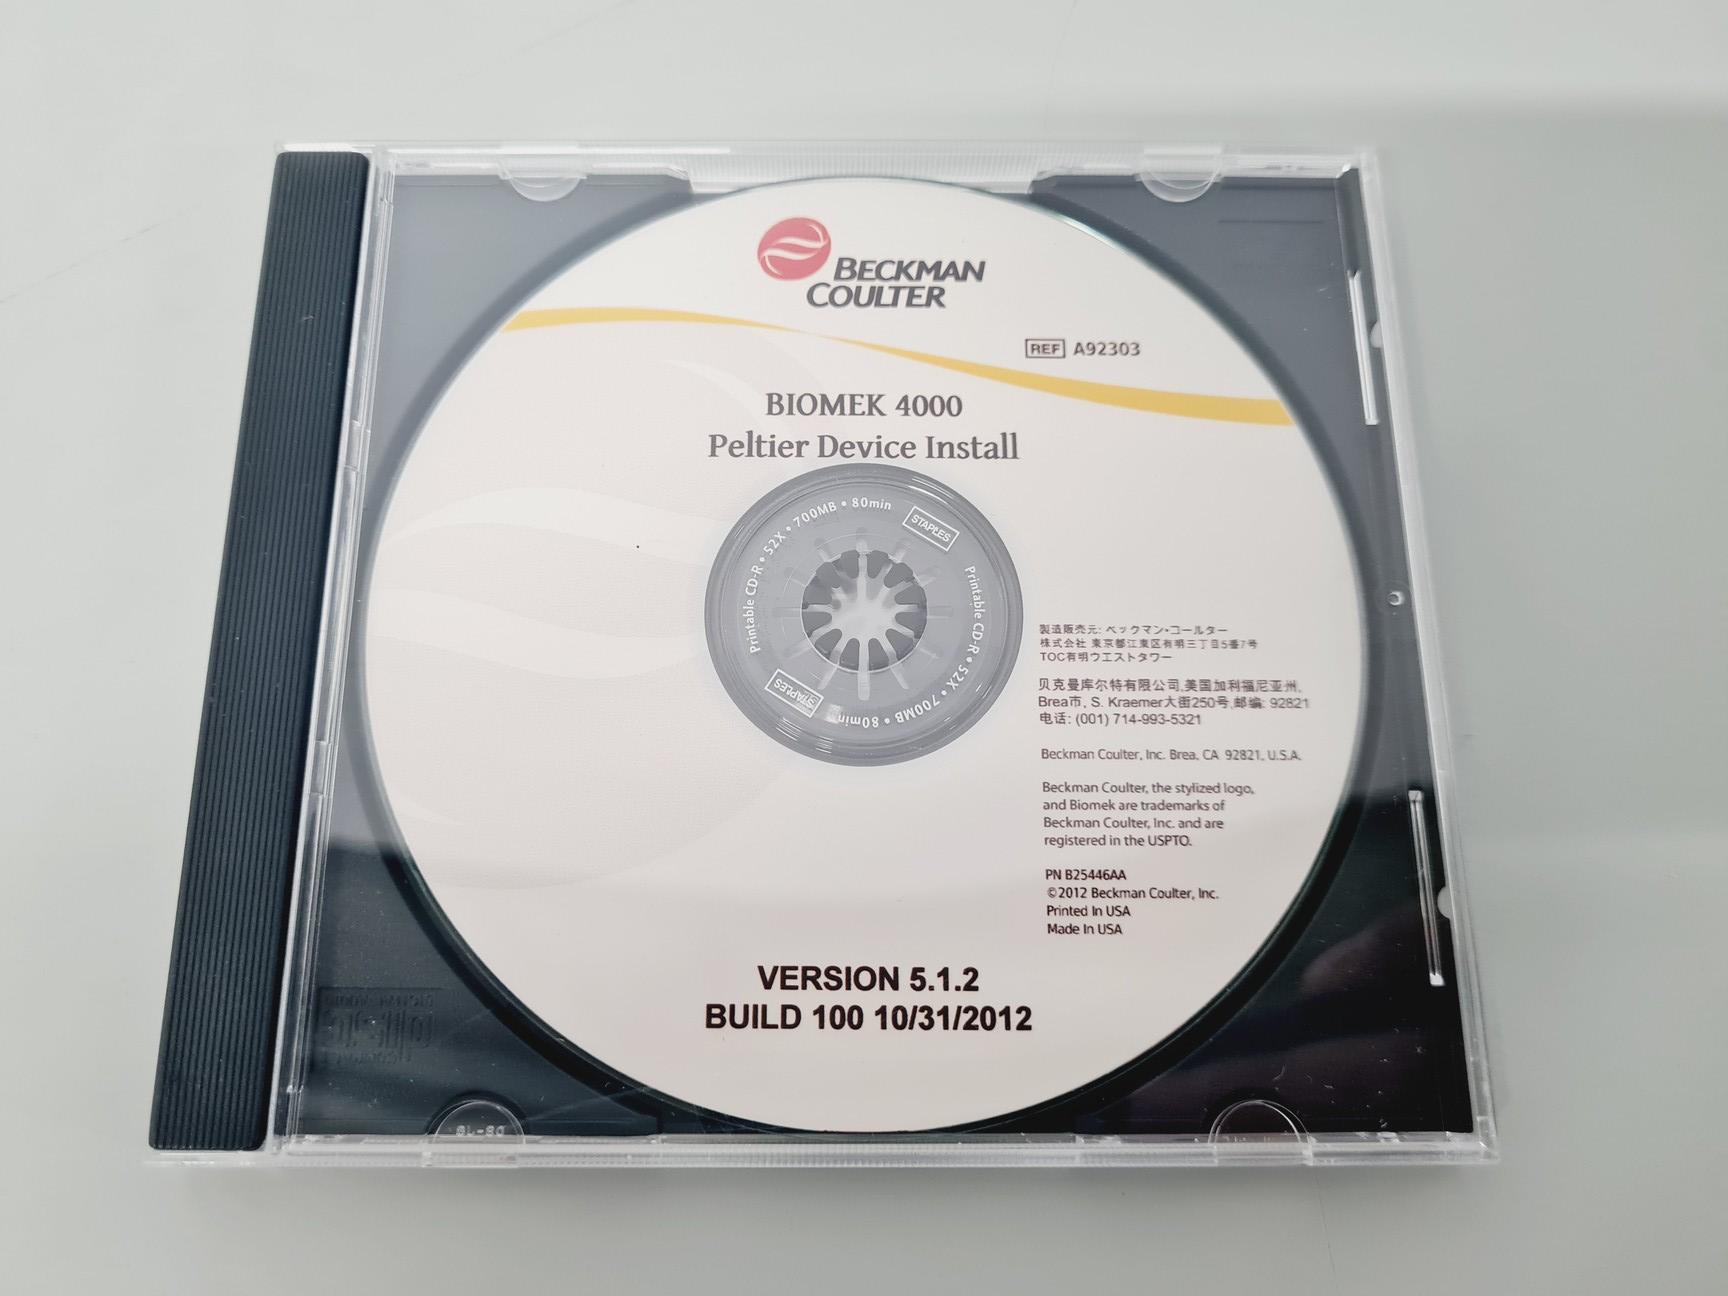 BECKMAN
COULTER
REF A92303
BIOMEK 4000
Peltier Device Install
Printable CD-R • 52X • 700MB • 80min
STAPLES
Printable CD-R • 52X • 700MB • 80min
STAPLES
製造販売元: ベックマン・コールター
株式会社 東京都江東区有明三丁目5番7号
TOC有明ウエストタワー
贝克曼库尔特有限公司,美国加利福尼亚州,
Brea市, S. Kraemer大街250号,邮编: 92821
电话: (001) 714-993-5321
Beckman Coulter, Inc. Brea, CA 92821, U.S.A.
Beckman Coulter, the stylized logo,
and Biomek are trademarks of
Beckman Coulter, Inc. and are
registered in the USPTO.
PN B25446AA
©2012 Beckman Coulter, Inc.
Printed In USA
Made In USA
VERSION 5.1.2
BUILD 100 10/31/2012